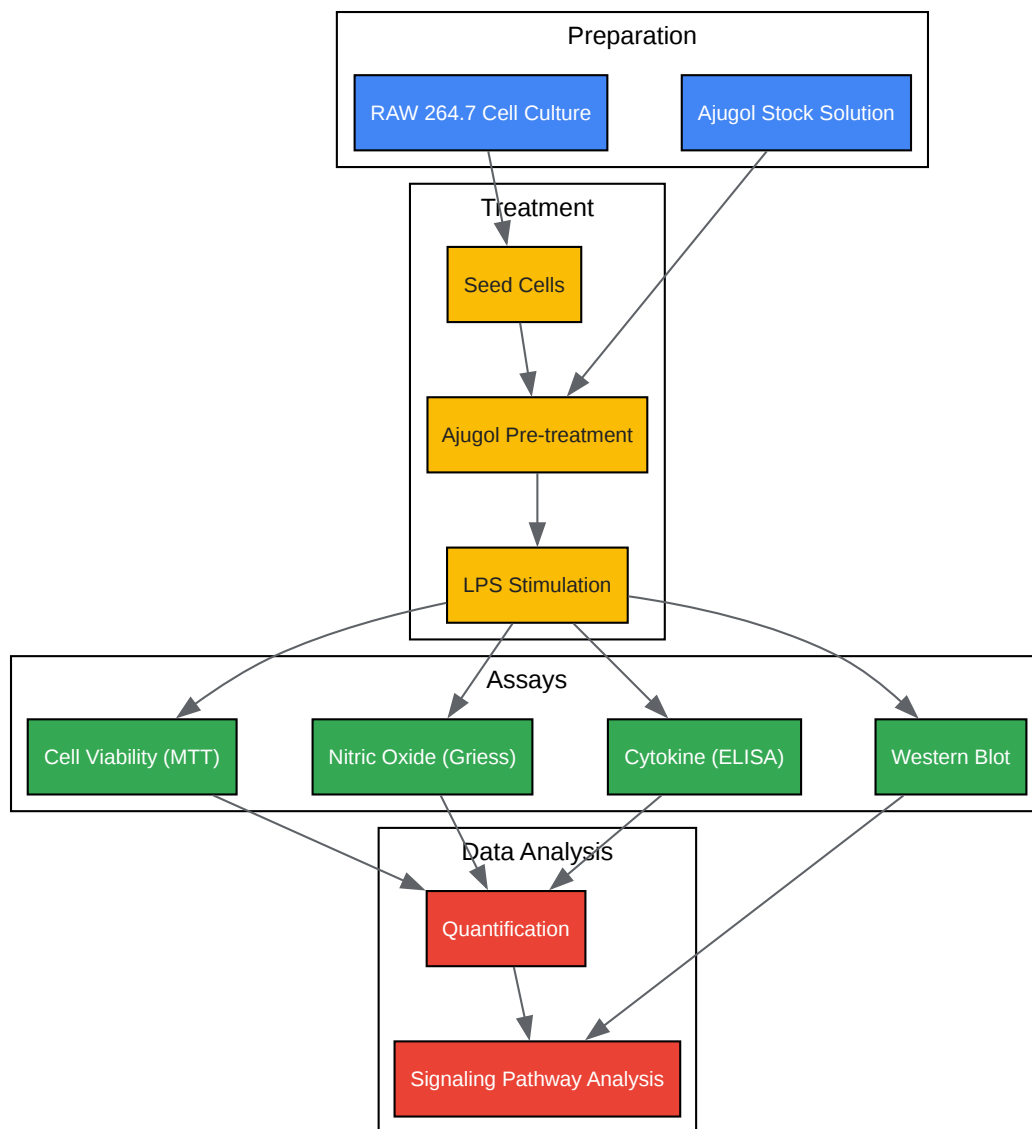 Preparation
RAW 264.7 Cell Culture
Ajugol Stock Solution
Treatment
Seed Cells
Ajugol Pre-treatment
LPS Stimulation
Assays
Cell Viability (MTT)
Nitric Oxide (Griess)
Cytokine (ELISA)
Western Blot
Data Analysis
Quantification
Signaling Pathway Analysis